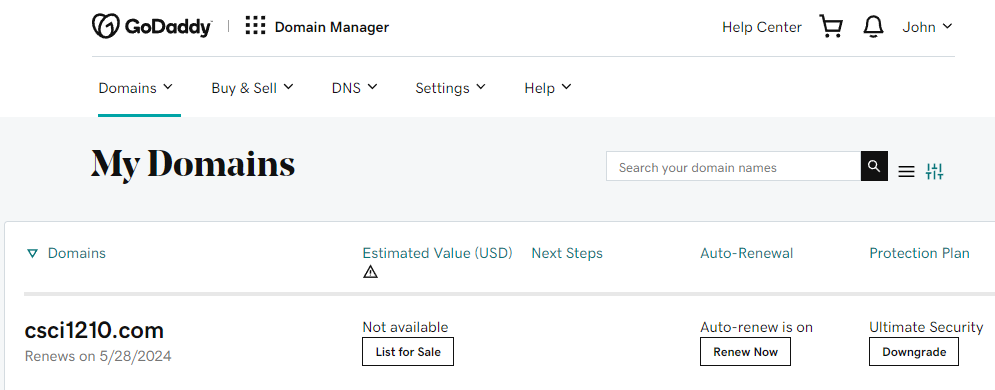 GoDaddy Domain Manager Help Center John
Domains Buy & Sell DNS Settings Help
My Domains Search your domain names
Domains Estimated Value (USD) Next Steps Auto-Renewal Protection Plan
csci1210.com Not available Auto-renew is on Ultimate Security
Renews on 5/28/2024 List for Sale Renew Now Downgrade